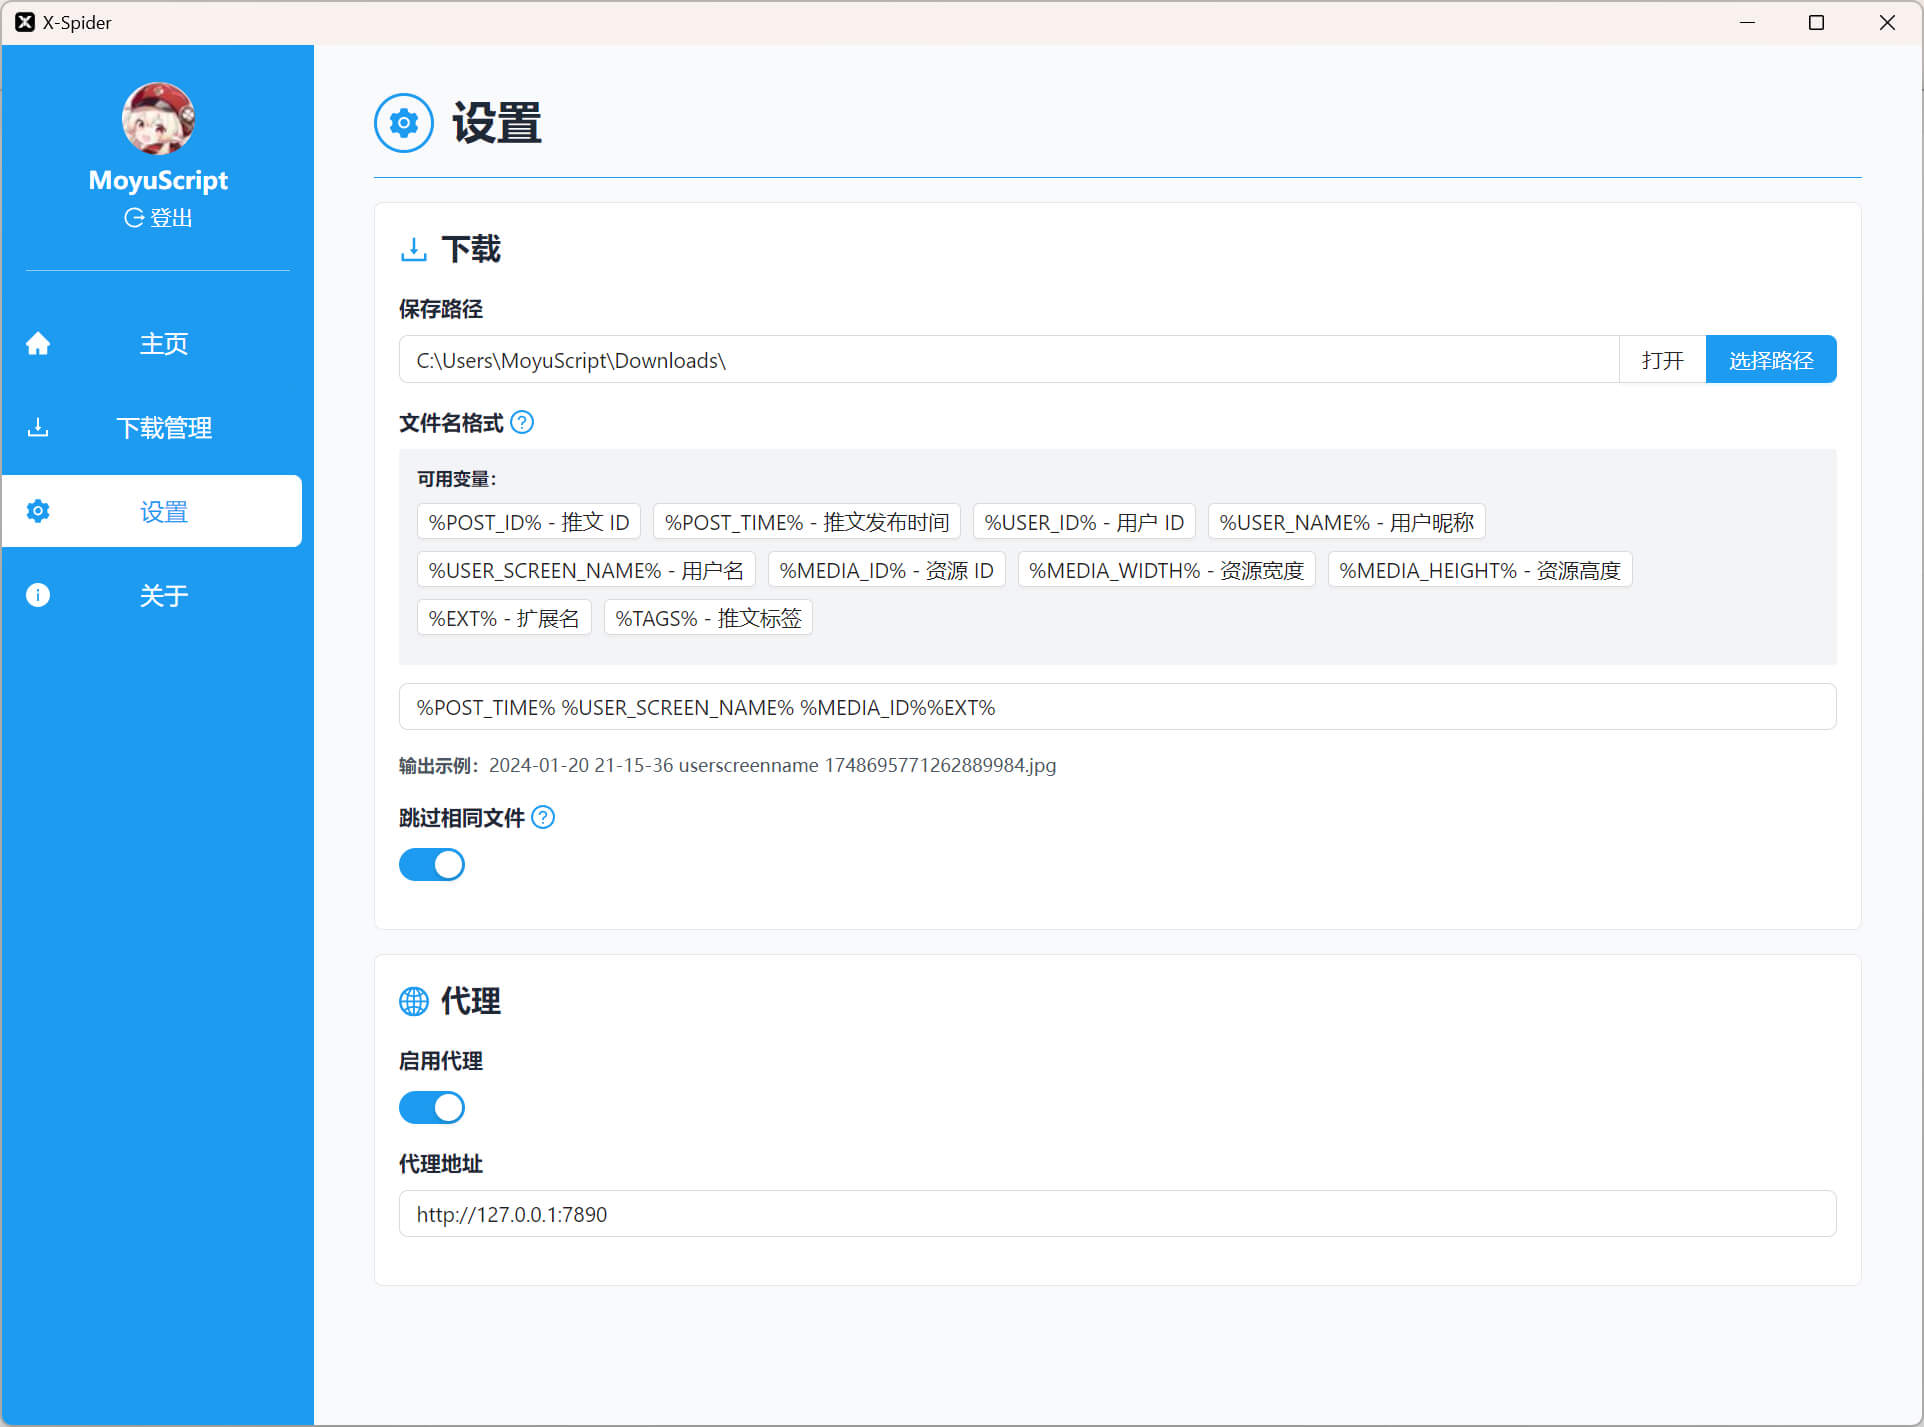 X-Spider
MoyuScript
登出
主页
下载管理
设置
关于
设置
下载
保存路径
C:\Users\MoyuScript\Downloads\
打开
选择路径
文件名格式
可用变量：
%POST_ID% - 推文 ID
%POST_TIME% - 推文发布时间
%USER_ID% - 用户 ID
%USER_NAME% - 用户昵称
%USER_SCREEN_NAME% - 用户名
%MEDIA_ID% - 资源 ID
%MEDIA_WIDTH% - 资源宽度
%MEDIA_HEIGHT% - 资源高度
%EXT% - 扩展名
%TAGS% - 推文标签
%POST_TIME% %USER_SCREEN_NAME% %MEDIA_ID%%EXT%
输出示例：2024-01-20 21-15-36 userscreenname 1748695771262889984.jpg
跳过相同文件
代理
启用代理
代理地址
http://127.0.0.1:7890